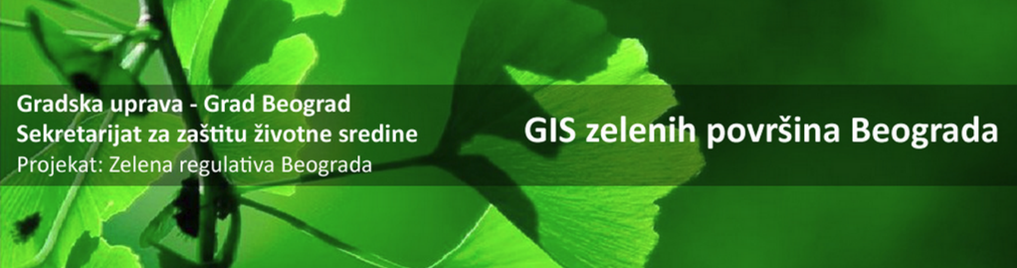 Gradska uprava - Grad Beograd
Sekretarijat za zaštitu životne sredine
Projekat: Zelena regulativa Beograda
GIS zelenih površina Beograda